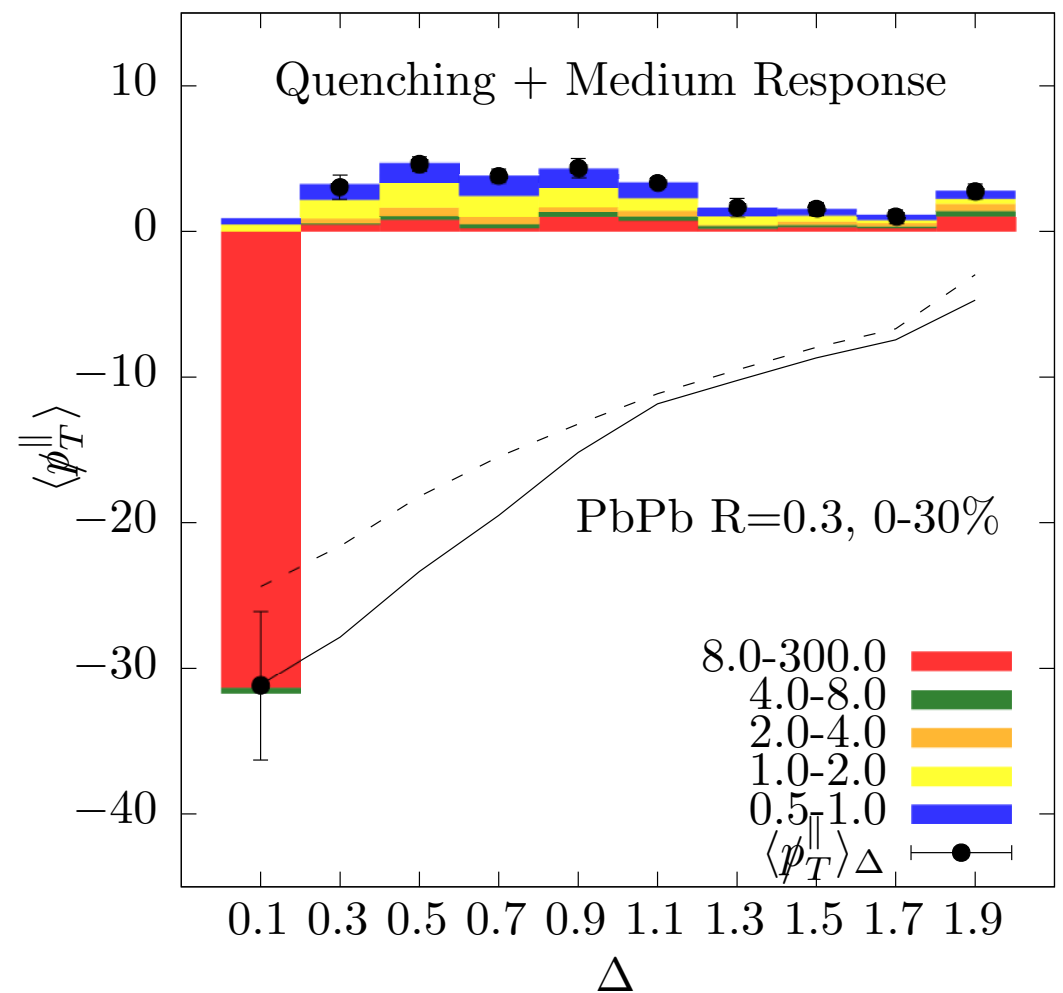 Quenching + Medium Response
10
0
−10
−20
−30
−40
⟨p̸_T^∥⟩
PbPb R=0.3, 0-30%
8.0-300.0
4.0-8.0
2.0-4.0
1.0-2.0
0.5-1.0
⟨p̸_T^∥⟩_Δ
0.1 0.3 0.5 0.7 0.9 1.1 1.3 1.5 1.7 1.9
Δ